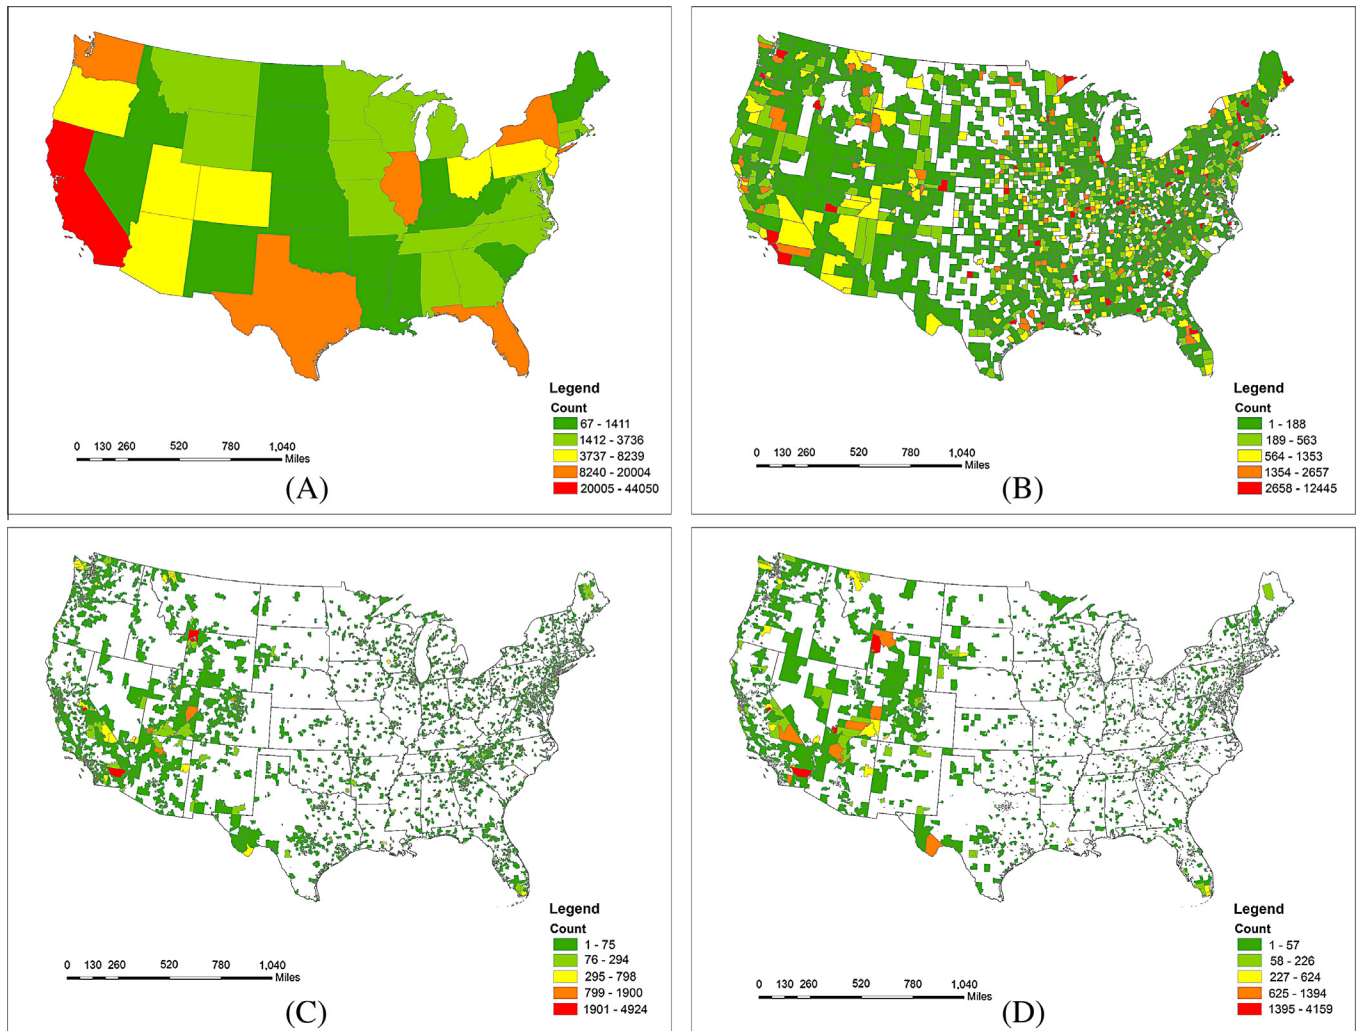 Legend
Count
67 - 1411
1412 - 3736
3737 - 8239
8240 - 20004
20005 - 44050
0 130 260 520 780 1,040
Miles
(A)
Legend
Count
1 - 188
189 - 563
564 - 1353
1354 - 2657
2658 - 12445
0 130 260 520 780 1,040
Miles
(B)
Legend
Count
1 - 75
76 - 294
295 - 798
799 - 1900
1901 - 4924
0 130 260 520 780 1,040
Miles
(C)
Legend
Count
1 - 57
58 - 226
227 - 624
625 - 1394
1395 - 4159
0 130 260 520 780 1,040
Miles
(D)